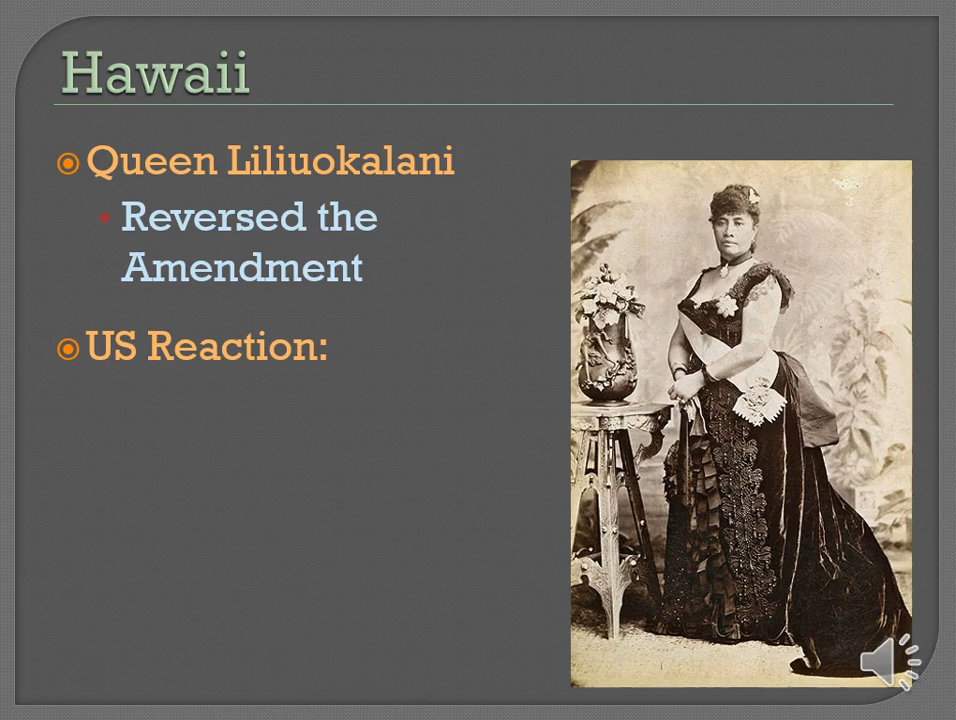 Hawaii
Queen Liliuokalani
Reversed the
Amendment
US Reaction: